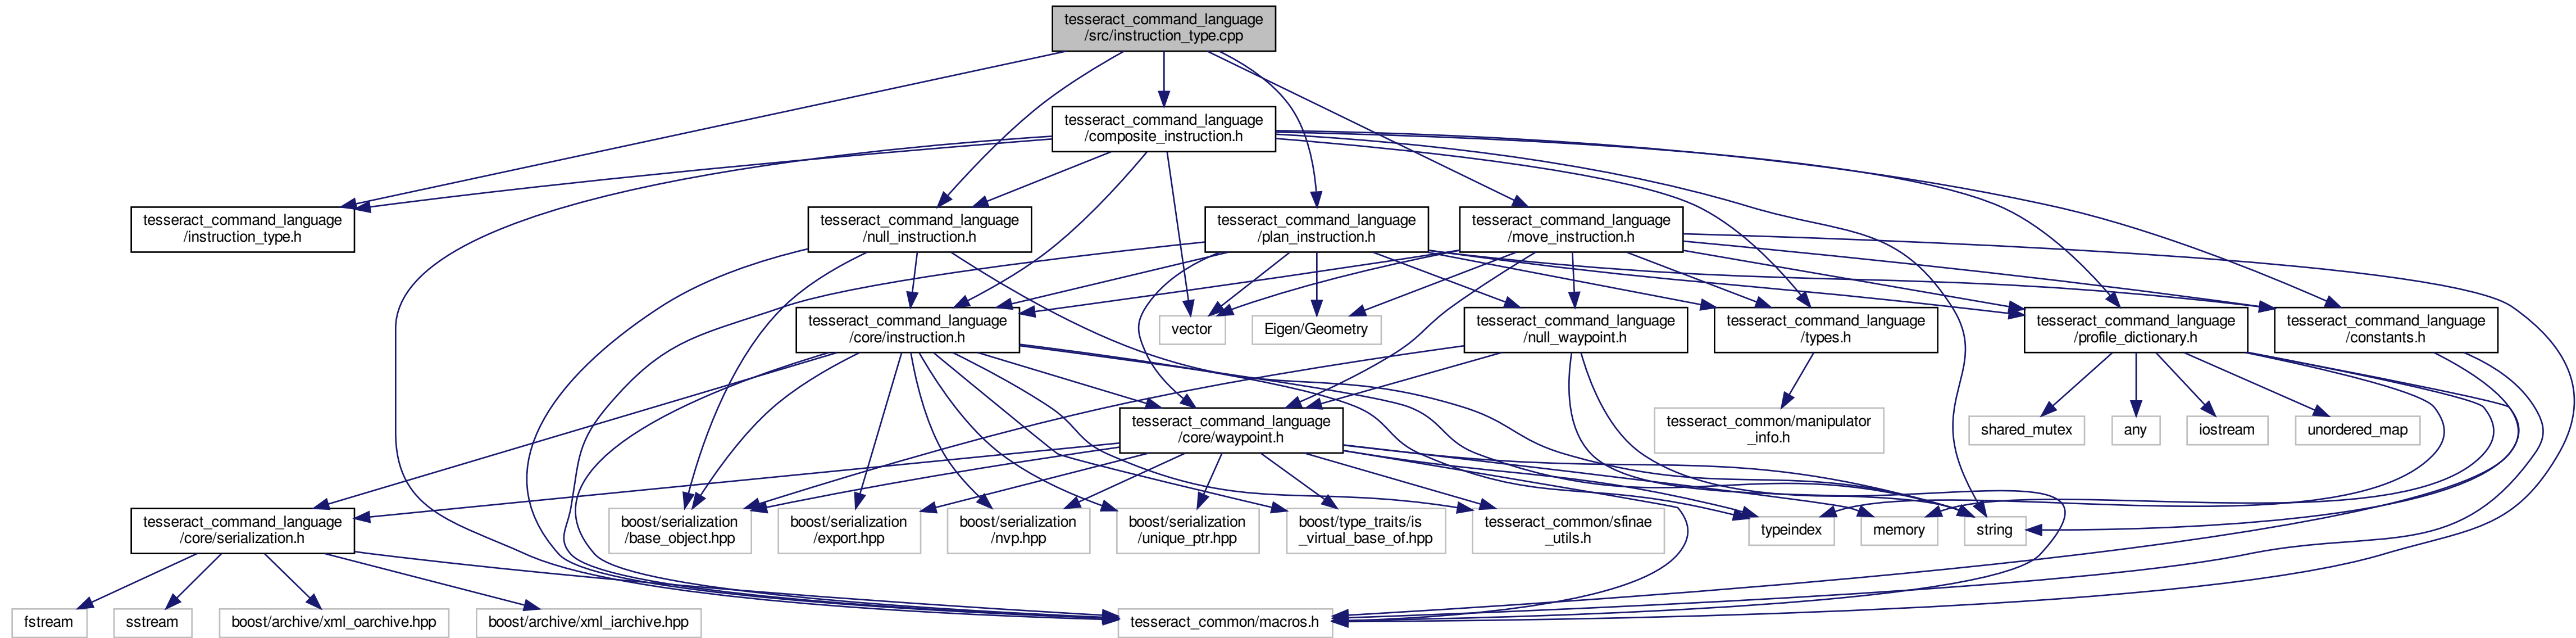 tesseract_command_language
/src/instruction_type.cpp
tesseract_command_language
/composite_instruction.h
tesseract_command_language
/instruction_type.h
tesseract_command_language
/null_instruction.h
tesseract_command_language
/plan_instruction.h
tesseract_command_language
/move_instruction.h
tesseract_command_language
/core/instruction.h
vector
Eigen/Geometry
tesseract_command_language
/null_waypoint.h
tesseract_command_language
/types.h
tesseract_command_language
/profile_dictionary.h
tesseract_command_language
/constants.h
tesseract_command_language
/core/waypoint.h
tesseract_common/manipulator
_info.h
shared_mutex
any
iostream
unordered_map
tesseract_command_language
/core/serialization.h
boost/serialization
/base_object.hpp
boost/serialization
/export.hpp
boost/serialization
/nvp.hpp
boost/serialization
/unique_ptr.hpp
boost/type_traits/is
_virtual_base_of.hpp
tesseract_common/sfinae
_utils.h
typeindex
memory
string
fstream
sstream
boost/archive/xml_oarchive.hpp
boost/archive/xml_iarchive.hpp
tesseract_common/macros.h